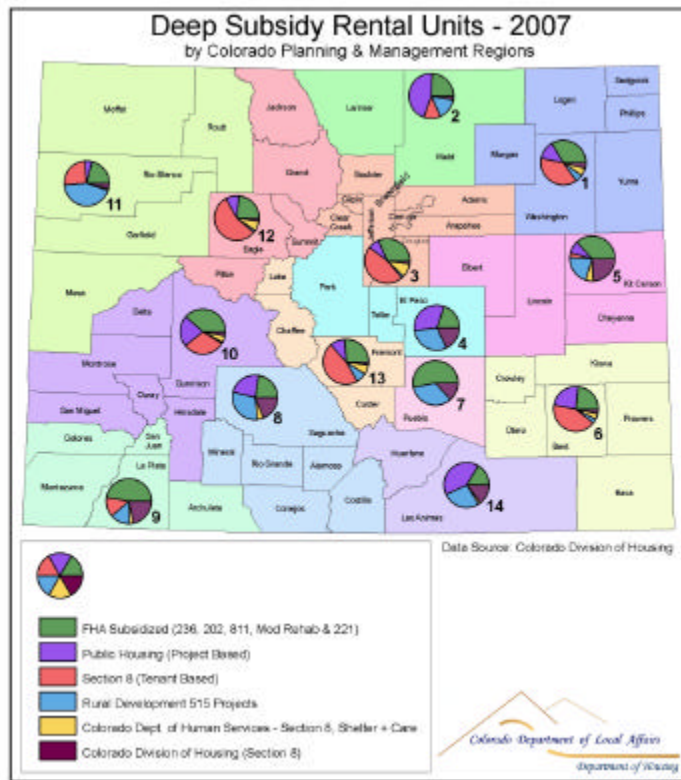 Deep Subsidy Rental Units - 2007
by Colorado Planning & Management Regions
Moffat
Routt
Jackson
Larimer
2
Weld
Logan
Sedgwick
Phillips
Morgan
1
Yuma
Washington
Rio Blanco
11
Garfield
Grand
Boulder
Gilpin
Clear
Creek
Jefferson
Broomfield
Denver
Adams
Arapahoe
Douglas
12
Eagle
Summit
3
Elbert
5
Kit Carson
Mesa
Pitkin
Lake
Park
Lincoln
Cheyenne
Delta
Chaffee
Teller
El Paso
4
10
Gunnison
Fremont
13
Montrose
Ouray
San Miguel
Hinsdale
8
Saguache
Custer
7
Pueblo
Crowley
Otero
Kiowa
6
Bent
Prowers
Dolores
San
Juan
La Plata
Montezuma
9
Archuleta
Mineral
Rio Grande
Alamosa
Conejos
Costilla
Huerfano
14
Las Animas
Baca
Data Source: Colorado Division of Housing
FHA Subsidized (236, 202, 811, Mod Rehab & 221)
Public Housing (Project Based)
Section 8 (Tenant Based)
Rural Development 515 Projects
Colorado Dept. of Human Services - Section 8, Shelter + Care
Colorado Division of Housing (Section 8)
Colorado Department of Local Affairs
Department of Housing